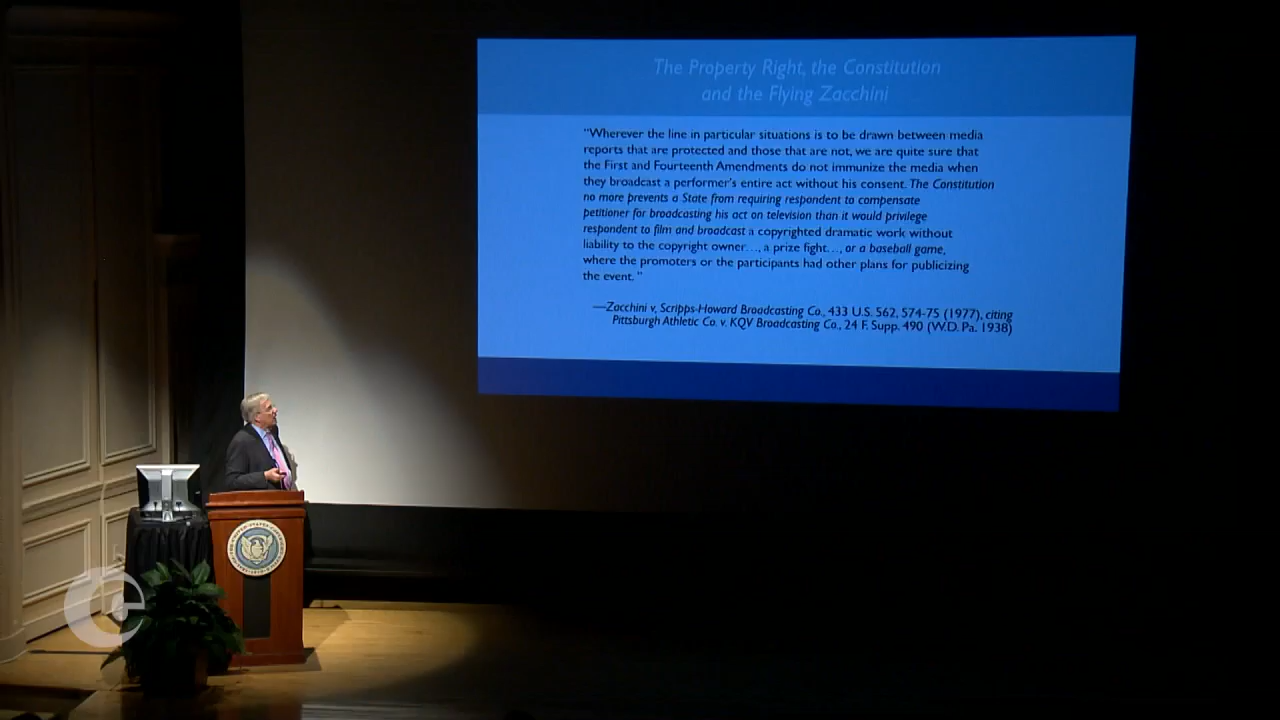 The Property Right, the Constitution
and the Flying Zacchini
“Wherever the line in particular situations is to be drawn between media
reports that are protected and those that are not, we are quite sure that
the First and Fourteenth Amendments do not immunize the media when
they broadcast a performer’s entire act without his consent. The Constitution
no more prevents a State from requiring respondent to compensate
petitioner for broadcasting his act on television than it would privilege
respondent to film and broadcast a copyrighted dramatic work without
liability to the copyright owner…, a prize fight…, or a baseball game,
where the promoters or the participants had other plans for publicizing
the event. ”
—Zacchini v, Scripps-Howard Broadcasting Co., 433 U.S. 562, 574-75 (1977), citing
Pittsburgh Athletic Co. v. KQV Broadcasting Co., 24 F. Supp. 490 (W.D. Pa. 1938)